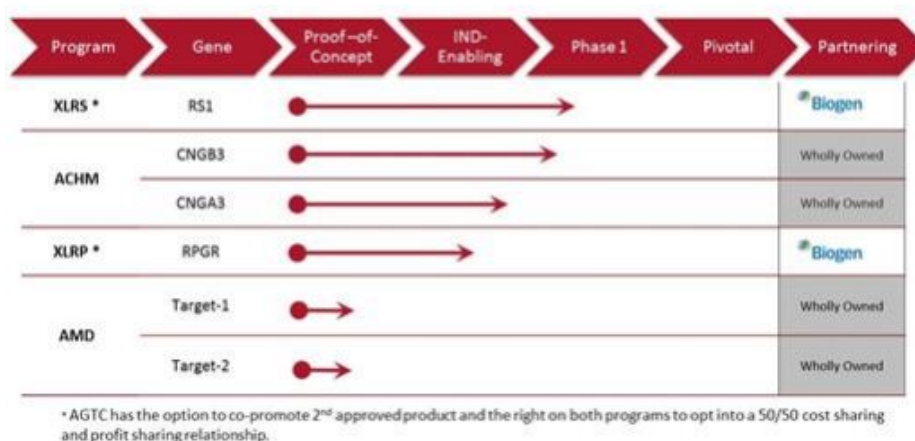 Program Gene Proof–of-Concept IND-Enabling Phase 1 Pivotal Partnering
XLRS * RS1 Biogen
ACHM
CNGB3 Wholly Owned
CNGA3 Wholly Owned
XLRP * RPGR Biogen
AMD
Target-1 Wholly Owned
Target-2 Wholly Owned
* AGTC has the option to co-promote 2nd approved product and the right on both programs to opt into a 50/50 cost sharing
and profit sharing relationship.